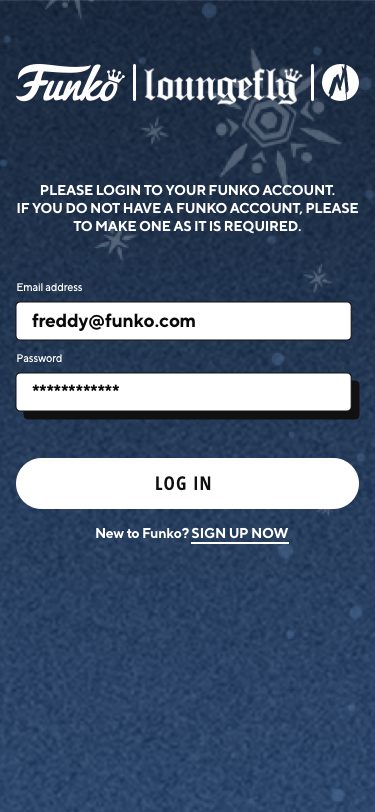 Funko loungefly M
PLEASE LOGIN TO YOUR FUNKO ACCOUNT.
IF YOU DO NOT HAVE A FUNKO ACCOUNT, PLEASE
TO MAKE ONE AS IT IS REQUIRED.
Email address
freddy@funko.com
Password
************
LOG IN
New to Funko? SIGN UP NOW